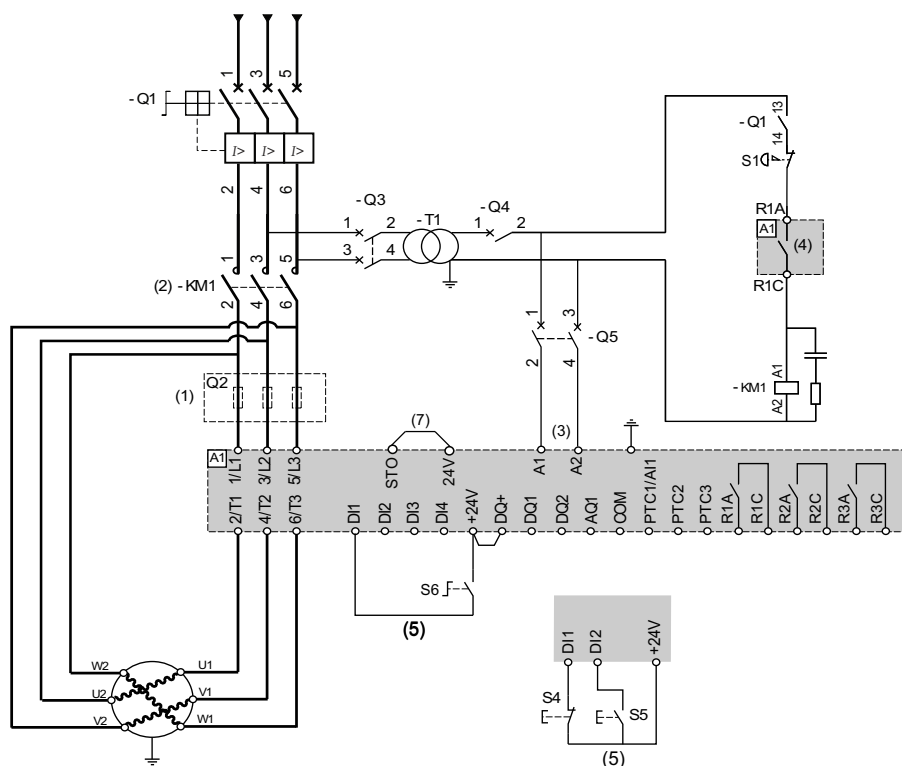 1 3 5
-Q1
I> I> I>
2 4 6
-Q3 -T1 -Q4
1 2 1 2
3 4
13
-Q1
14
S1
R1A
A1 (4)
R1C
1 3 5
(2) -KM1
2 4 6
1 3
-Q5
2 4
A1
-KM1
A2
Q2
(1)
(7) (3)
A1 1/L1 3/L2 5/L3 STO 24V A1 A2
2/T1 4/T2 6/T3 DI1 DI2 DI3 DI4 +24V DQ+ DQ1 DQ2 AQ1 COM PTC1/AI1 PTC2 PTC3 R1A R1C R2A R2C R3A R3C
S6
(5)
DI1 DI2 +24V
S4 S5
(5)
W2 U1
U2 V1
V2 W1